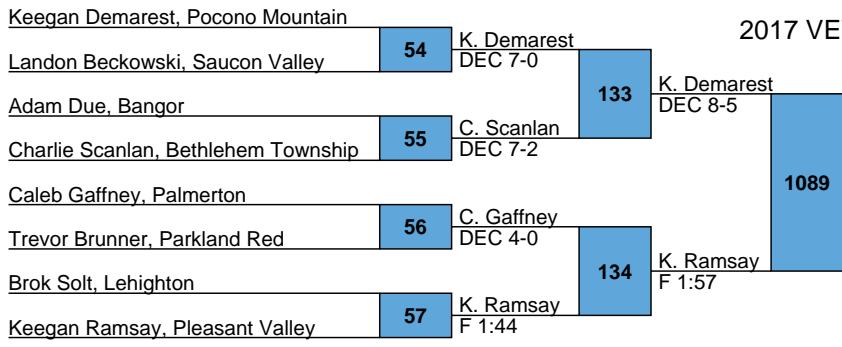 Keegan Demarest, Pocono Mountain
54
K. Demarest
DEC 7-0
Landon Beckowski, Saucon Valley
2017
133
K. Demarest
DEC 8-5
Adam Due, Bangor
55
C. Scanlan
DEC 7-2
Charlie Scanlan, Bethlehem Township
1089
Caleb Gaffney, Palmerton
56
C. Gaffney
DEC 4-0
Trevor Brunner, Parkland Red
134
K. Ramsay
F 1:57
Brok Solt, Lehighton
57
K. Ramsay
F 1:44
Keegan Ramsay, Pleasant Valley